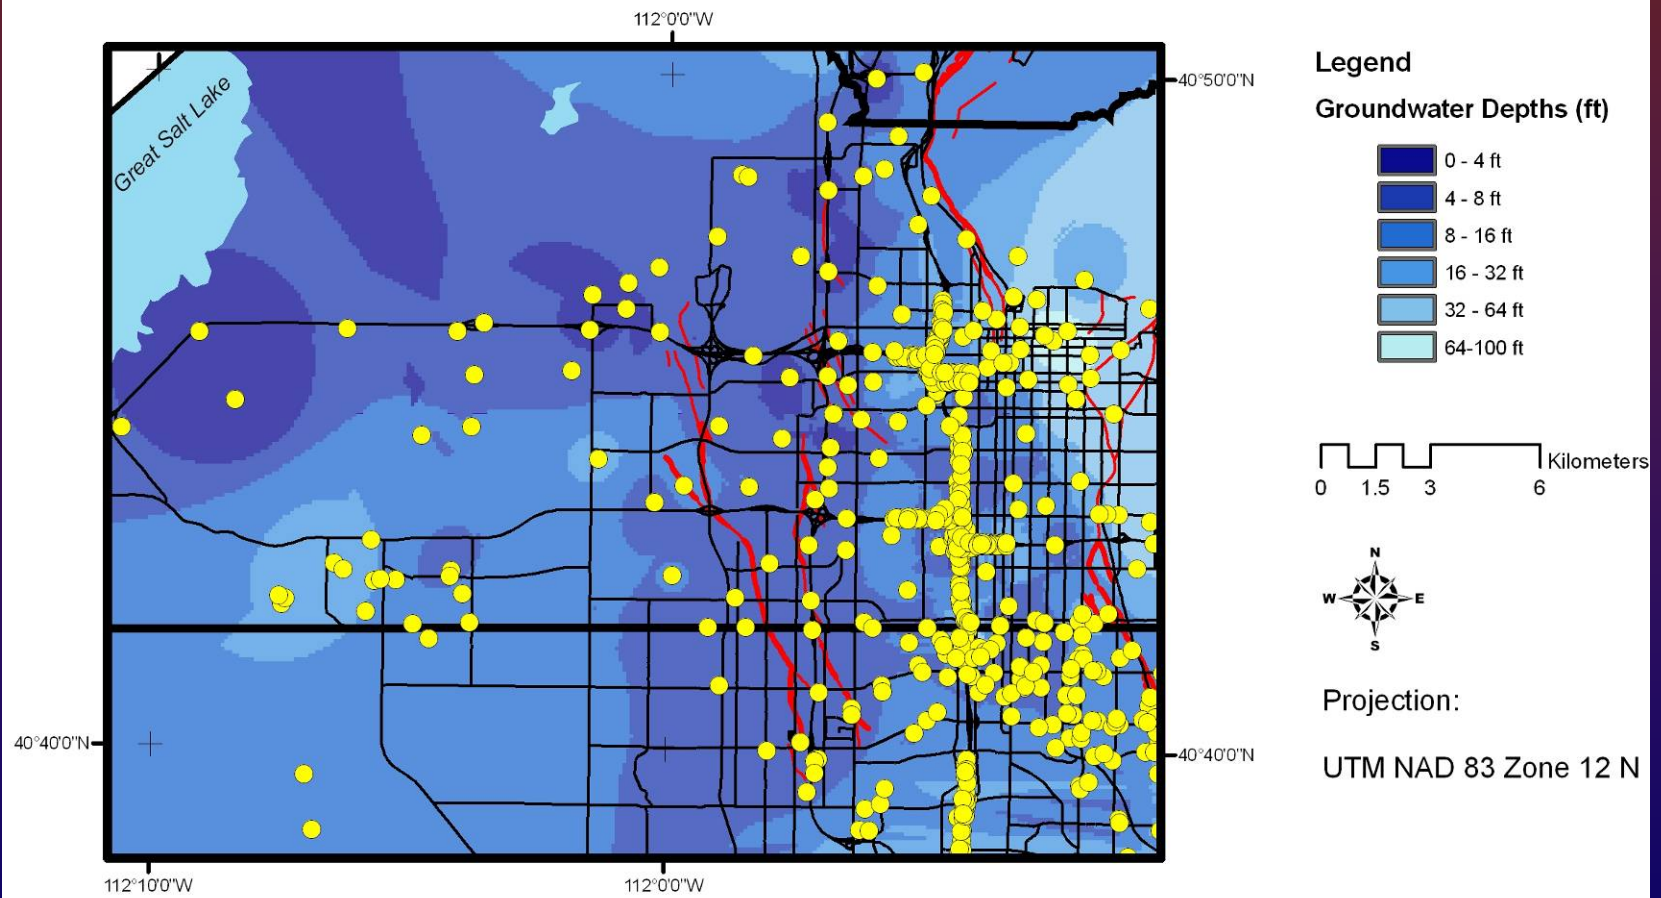 112°0'0"W
40°50'0"N
Great Salt Lake
40°40'0"N
40°40'0"N
112°10'0"W
112°0'0"W
Legend
Groundwater Depths (ft)
0 - 4 ft
4 - 8 ft
8 - 16 ft
16 - 32 ft
32 - 64 ft
64-100 ft
Kilometers
0 1.5 3 6
N
W E
S
Projection:
UTM NAD 83 Zone 12 N